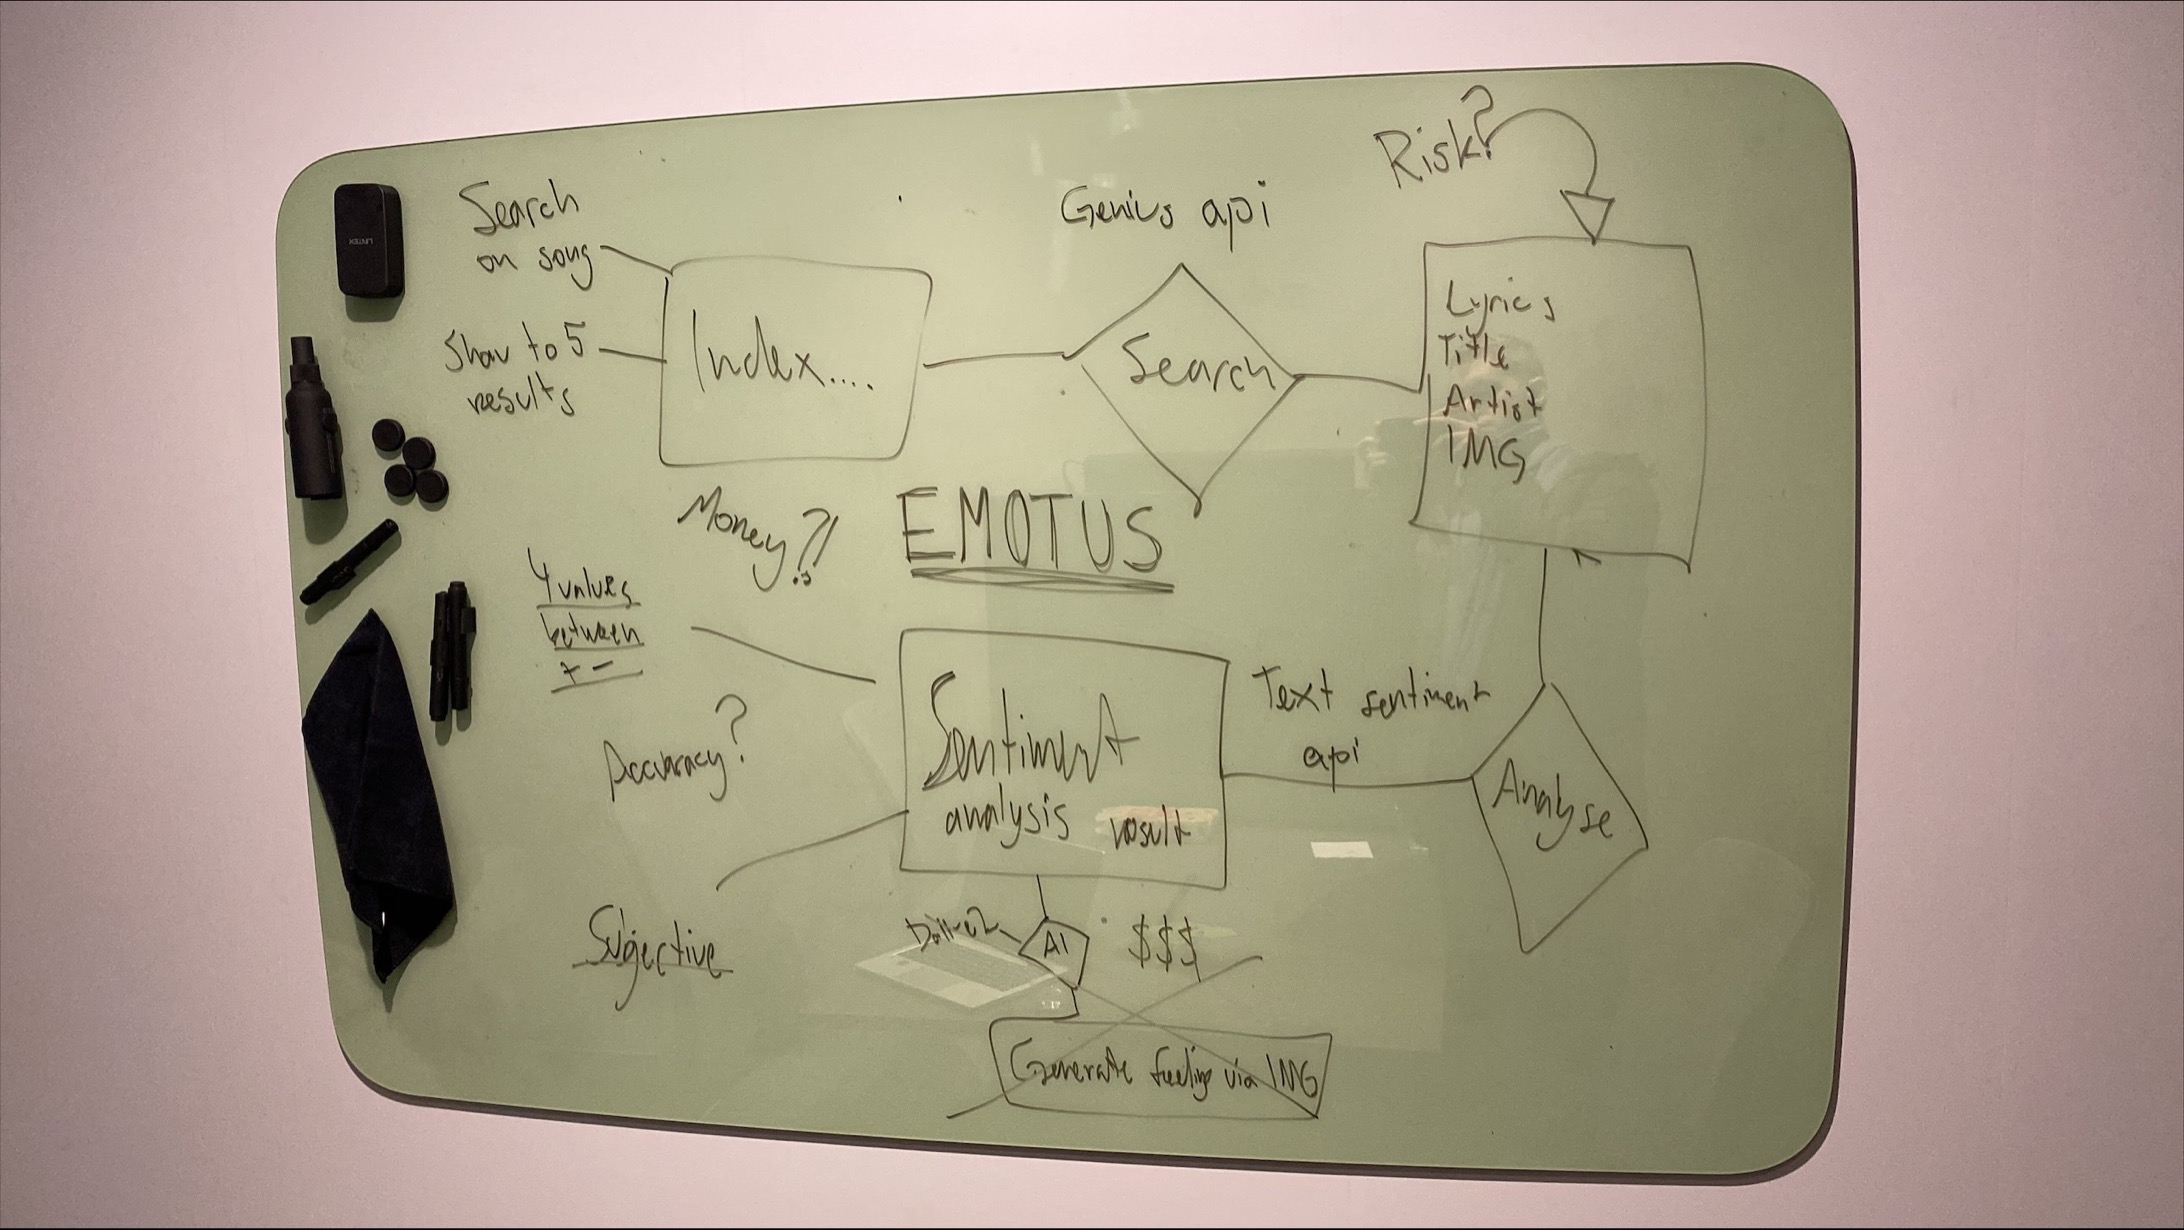 Risk?
Search
on song
Genius api
Show to 5
results
Index....
Search
Lyrics
Title
Artist
IMG
Money?!
EMOTUS
4 values
between
+ -
Accuracy?
Sentiment
analysis result
Text sentiment
api
Analyse
Subjective
AI
$$$
Generate feeling via IMG
LINTEX